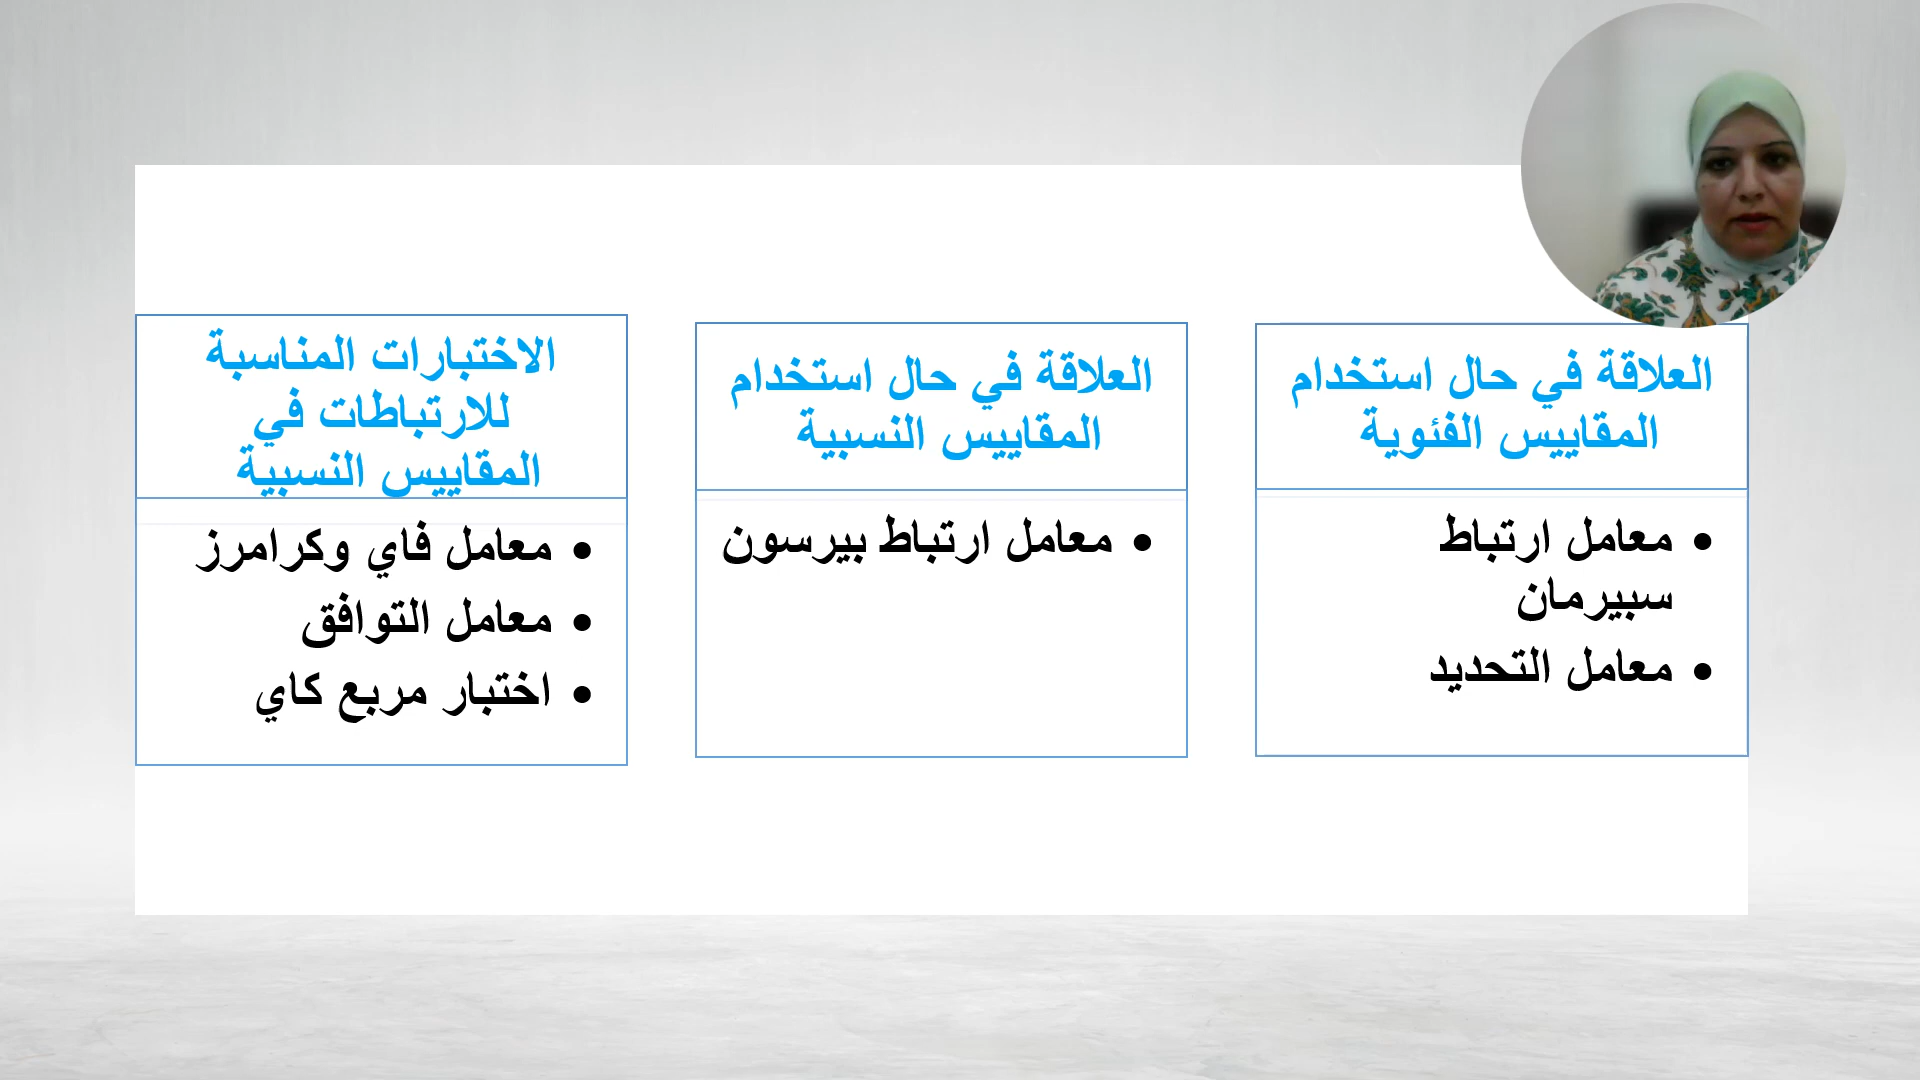 العلاقة في حال استخدام
المقاييس الفئوية
• معامل ارتباط
سبيرمان
• معامل التحديد
العلاقة في حال استخدام
المقاييس النسبية
• معامل ارتباط بيرسون
الاختبارات المناسبة
للارتباطات في
المقاييس النسبية
• معامل فاي وكرامرز
• معامل التوافق
• اختبار مربع كاي